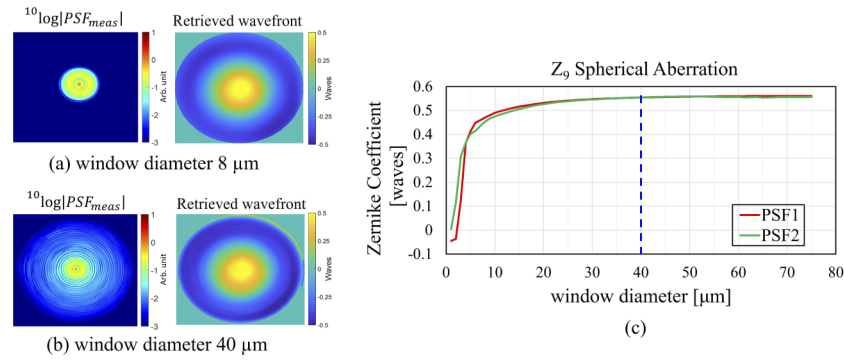 ¹⁰log|PSF_meas|
Retrieved wavefront
1
0
-1
-2
-3
Arb. unit
0.5
0.25
0
-0.25
-0.5
Waves
(a) window diameter 8 µm
¹⁰log|PSF_meas|
Retrieved wavefront
1
0
-1
-2
-3
Arb. unit
0.5
0.25
0
-0.25
-0.5
Waves
(b) window diameter 40 µm
Z₉ Spherical Aberration
Zernike Coefficient
[waves]
0.6
0.5
0.4
0.3
0.2
0.1
0
-0.1
PSF1
PSF2
0 10 20 30 40 50 60 70 80
window diameter [µm]
(c)